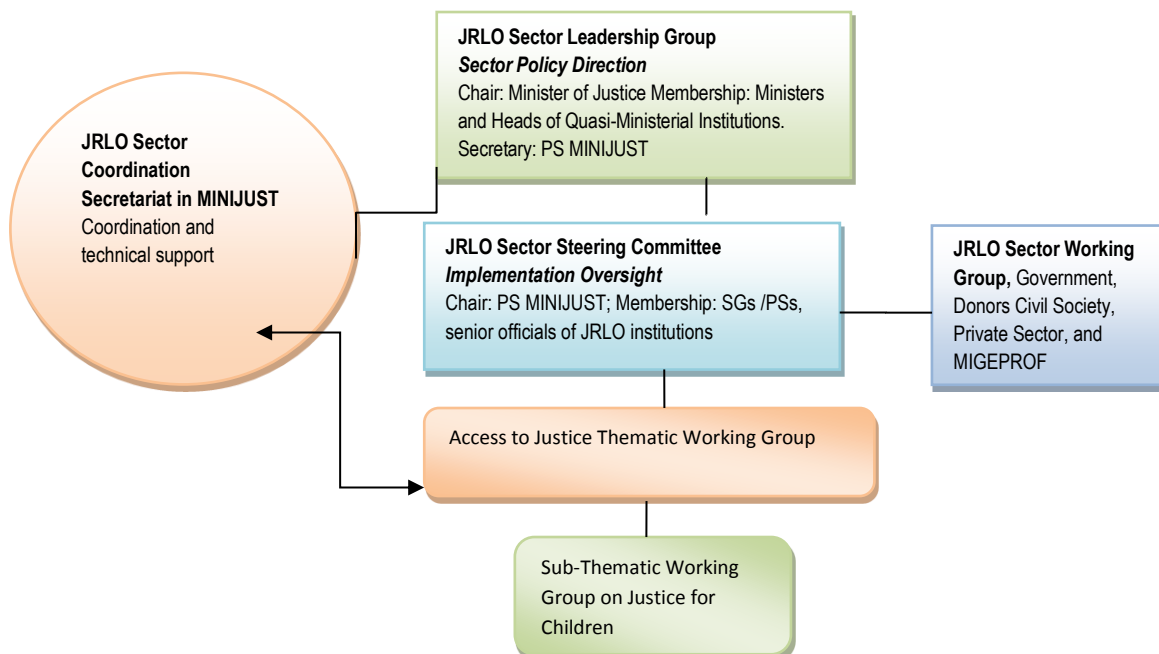 JRLO Sector Leadership Group
Sector Policy Direction
Chair: Minister of Justice Membership: Ministers
and Heads of Quasi-Ministerial Institutions.
Secretary: PS MINIJUST
JRLO Sector
Coordination
Secretariat in MINIJUST
Coordination and
technical support
JRLO Sector Steering Committee
Implementation Oversight
Chair: PS MINIJUST; Membership: SGs /PSs,
senior officials of JRLO institutions
JRLO Sector Working
Group, Government,
Donors Civil Society,
Private Sector, and
MIGEPROF
Access to Justice Thematic Working Group
Sub-Thematic Working
Group on Justice for
Children